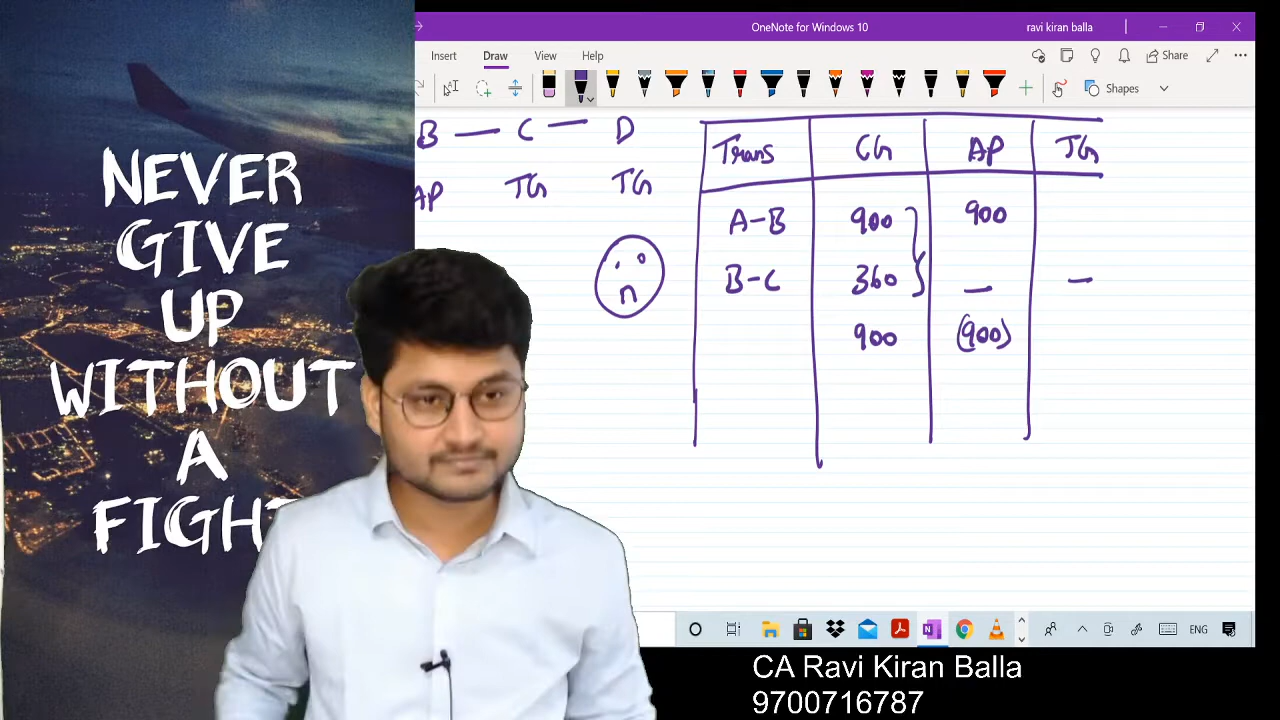 NEVER
GIVE
UP
WITHOUT
A
FIGHT
OneNote for Windows 10
ravi kiran balla
Insert Draw View Help
Share
Shapes
B — C — D
AP TG TG
Trans CG AP TG
A-B 900 900
B-C 360 — —
900 (900)
ENG
CA Ravi Kiran Balla
9700716787